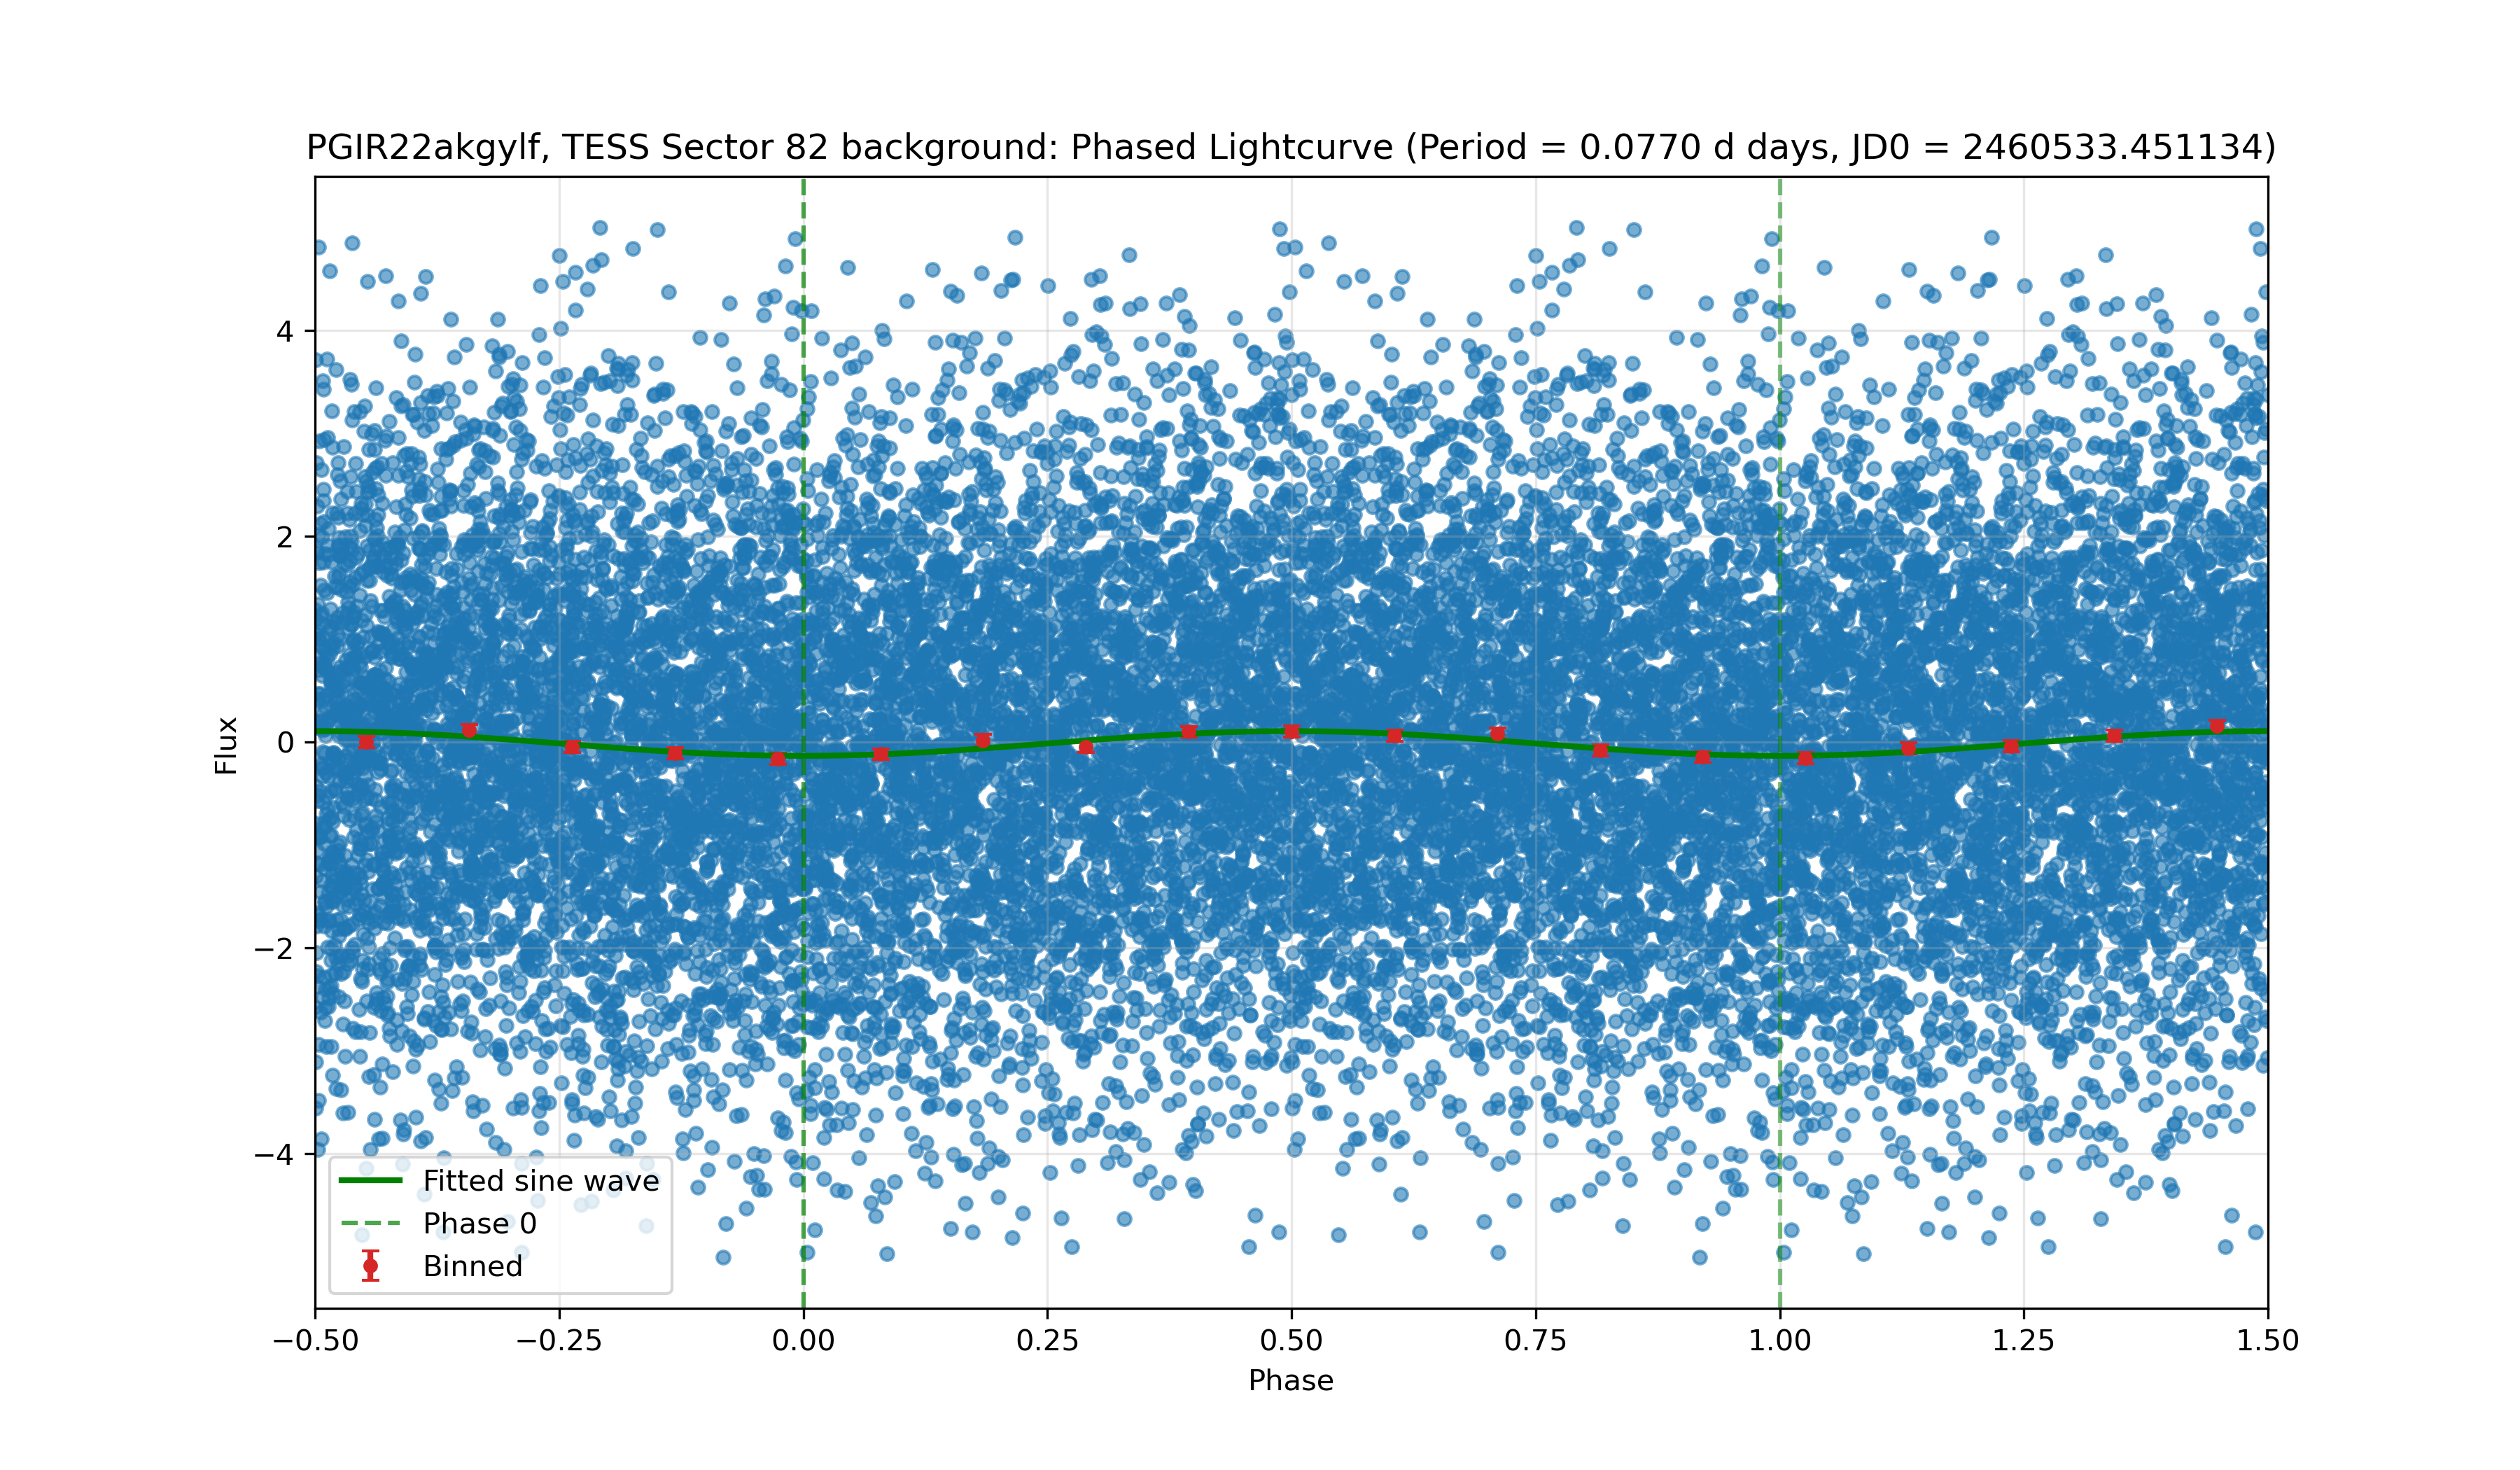 PGIR22akgylf, TESS Sector 82 background: Phased Lightcurve (Period = 0.0770 d days, JD0 = 2460533.451134)
Flux
4
2
0
−2
−4
Fitted sine wave
Phase 0
Binned
−0.50 −0.25 0.00 0.25 0.50 0.75 1.00 1.25 1.50
Phase